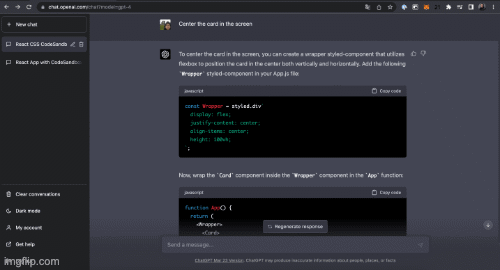 chat.openai.com/chat?model=gpt-4
New chat
React CSS CodeSandb
React App with CodeSandbo
Clear conversations
Dark mode
My account
Get help
imgflip.com
Center the card in the screen
To center the card in the screen, you can create a wrapper styled-component that utilizes
flexbox to position the card in the center both vertically and horizontally. Add the following
`Wrapper` styled-component in your App.js file
javascript
Copy code
const Wrapper = styled.div`
display: flex;
justify-content: center;
align-items: center;
height: 100vh;
`;
Now, wrap the `Card` component inside the `Wrapper` component in the `App` function:
javascript
Copy code
function App() {
return (
<Wrapper>
<Card>
Regenerate response
Send a message...
ChatGPT Mar 23 Version. ChatGPT may produce inaccurate information about people, places, or facts